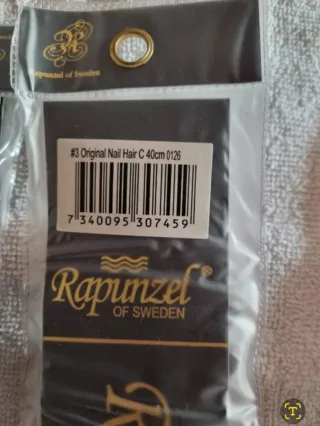 Rapunzel of Sweden
#3 Original Nail Hair C 40cm 0126
7 340095 307459
Rapunzel®
OF SWEDEN
R
T